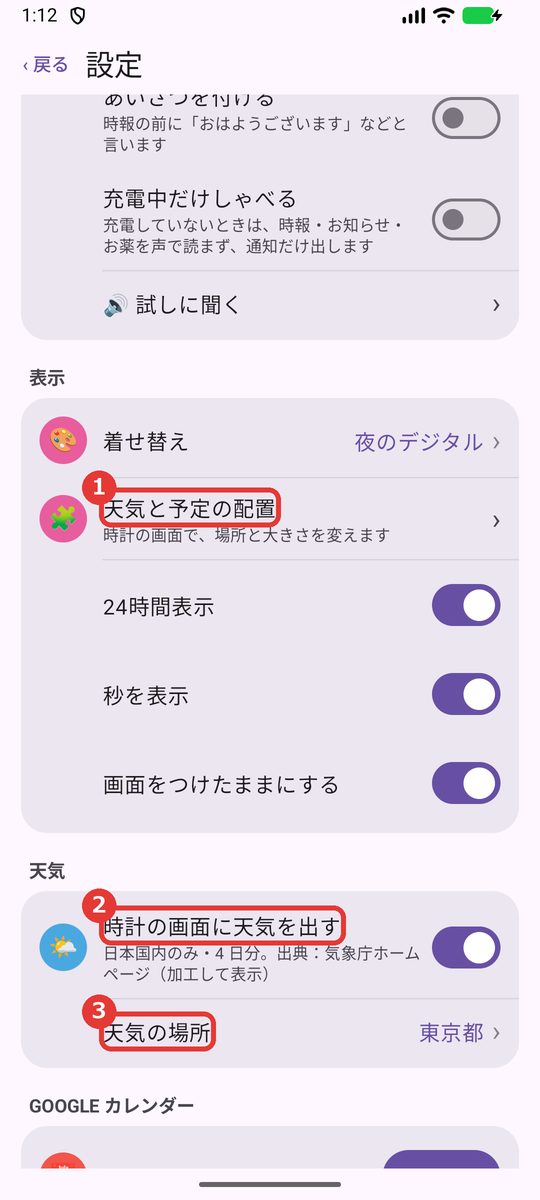 1:12
‹ 戻る 設定
あいさつを付ける
時報の前に「おはようございます」などと
言います
充電中だけしゃべる
充電していないときは、時報・お知らせ・
お薬を声で読まず、通知だけ出します
試しに聞く
表示
着せ替え 夜のデジタル
1
天気と予定の配置
時計の画面で、場所と大きさを変えます
24時間表示
秒を表示
画面をつけたままにする
天気
2
時計の画面に天気を出す
日本国内のみ・4 日分。出典：気象庁ホーム
ページ（加工して表示）
3
天気の場所 東京都
GOOGLE カレンダー